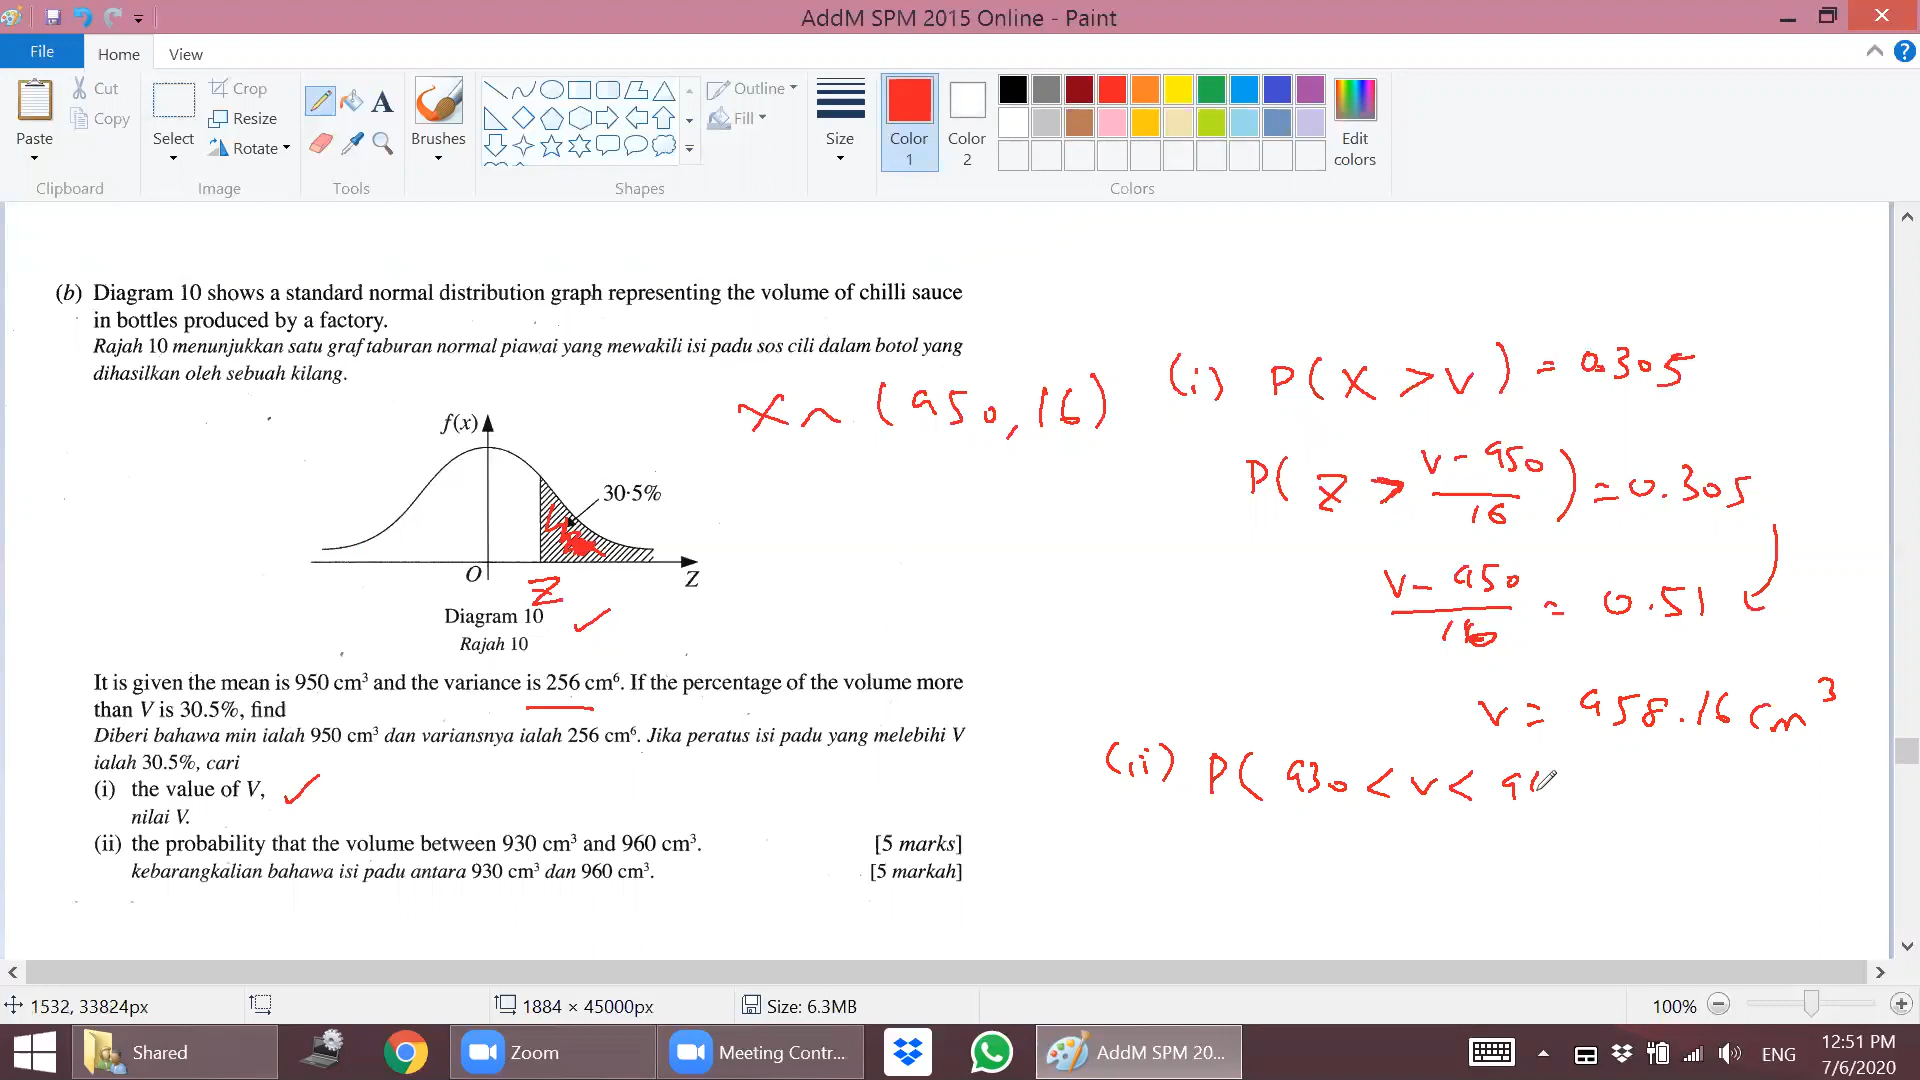 AddM SPM 2015 Online - Paint
File
Home
View
Paste
Cut
Copy
Clipboard
Select
Crop
Resize
Rotate
Image
Tools
Brushes
Outline
Fill
Shapes
Size
Color 1
Color 2
Edit colors
Colors
(b) Diagram 10 shows a standard normal distribution graph representing the volume of chilli sauce
in bottles produced by a factory.
Rajah 10 menunjukkan satu graf taburan normal piawai yang mewakili isi padu sos cili dalam botol yang
dihasilkan oleh sebuah kilang.
f(x)
30·5%
O
Z
Z
Diagram 10
Rajah 10
It is given the mean is 950 cm³ and the variance is 256 cm⁶. If the percentage of the volume more
than V is 30.5%, find
Diberi bahawa min ialah 950 cm³ dan variansnya ialah 256 cm⁶. Jika peratus isi padu yang melebihi V
ialah 30.5%, cari
(i) the value of V,
nilai V.
(ii) the probability that the volume between 930 cm³ and 960 cm³. [5 marks]
kebarangkalian bahawa isi padu antara 930 cm³ dan 960 cm³. [5 markah]
X ~ (950, 16)
(i) P(X > V) = 0.305
P(Z > (V - 950)/16) = 0.305
(V - 950)/16 = 0.51
V = 958.16 cm³
(ii) P(930 < V < 9
1532, 33824px
1884 × 45000px
Size: 6.3MB
100%
Shared
Zoom
Meeting Contr...
AddM SPM 20...
ENG
12:51 PM
7/6/2020